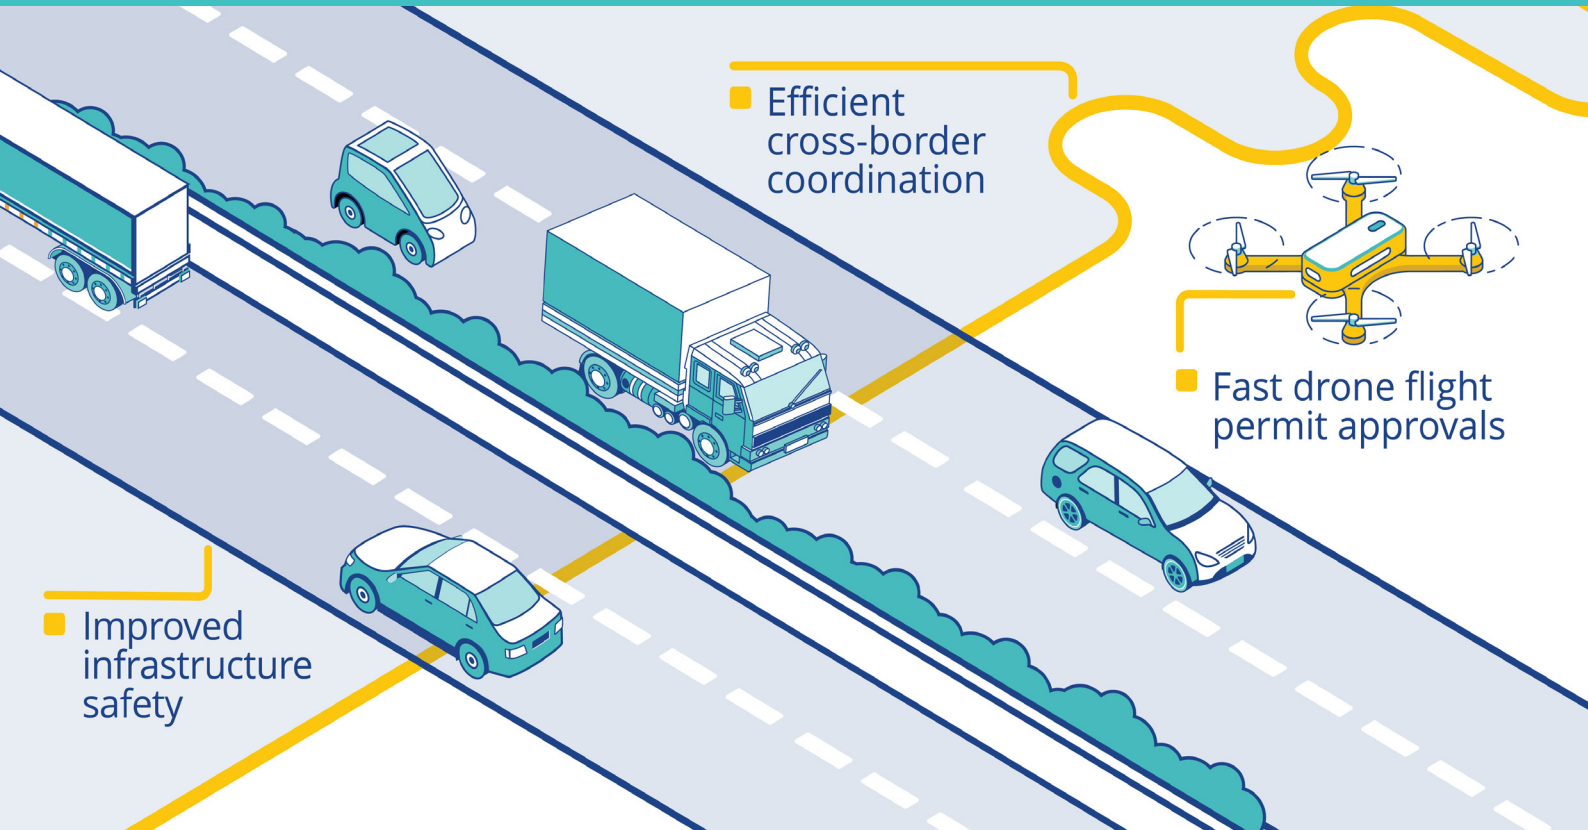 Efficient
cross-border
coordination
Fast drone flight
permit approvals
Improved
infrastructure
safety